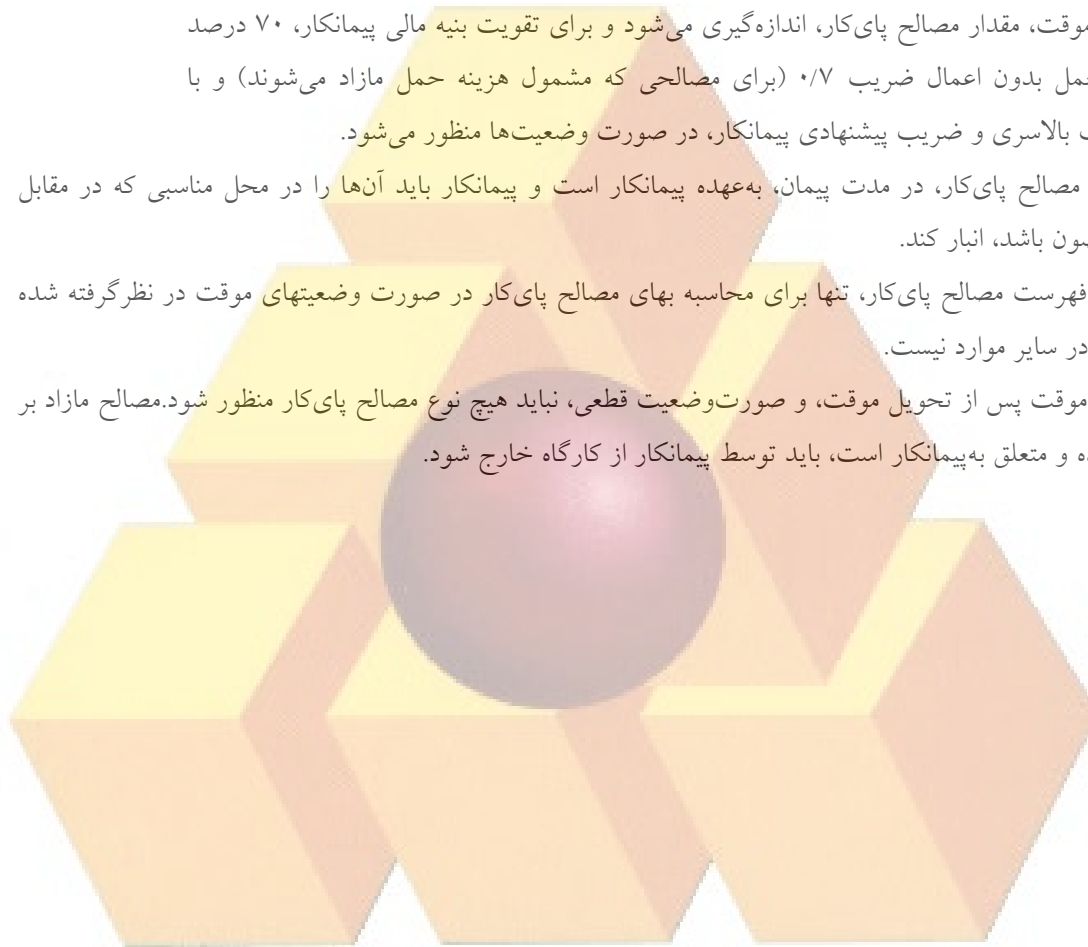 موقت، مقدار مصالح پای‌کار، اندازه‌گیری می‌شود و برای تقویت بنیه مالی پیمانکار، ۷۰ درصد
حمل بدون اعمال ضریب ۰/۷ (برای مصالحی که مشمول هزینه حمل مازاد می‌شوند) و با
بالاسری و ضریب پیشنهادی پیمانکار، در صورت وضعیت‌ها منظور می‌شود.
مصالح پای‌کار، در مدت پیمان، به‌عهده پیمانکار است و پیمانکار باید آن‌ها را در محل مناسبی که در مقابل
باشد، انبار کند.
فهرست مصالح پای‌کار، تنها برای محاسبه بهای مصالح پای‌کار در صورت وضعیتهای موقت در نظرگرفته شده
در سایر موارد نیست.
موقت پس از تحویل موقت، و صورت‌وضعیت قطعی، نباید هیچ نوع مصالح پای‌کار منظور شود.مصالح مازاد بر
و متعلق به‌پیمانکار است، باید توسط پیمانکار از کارگاه خارج شود.